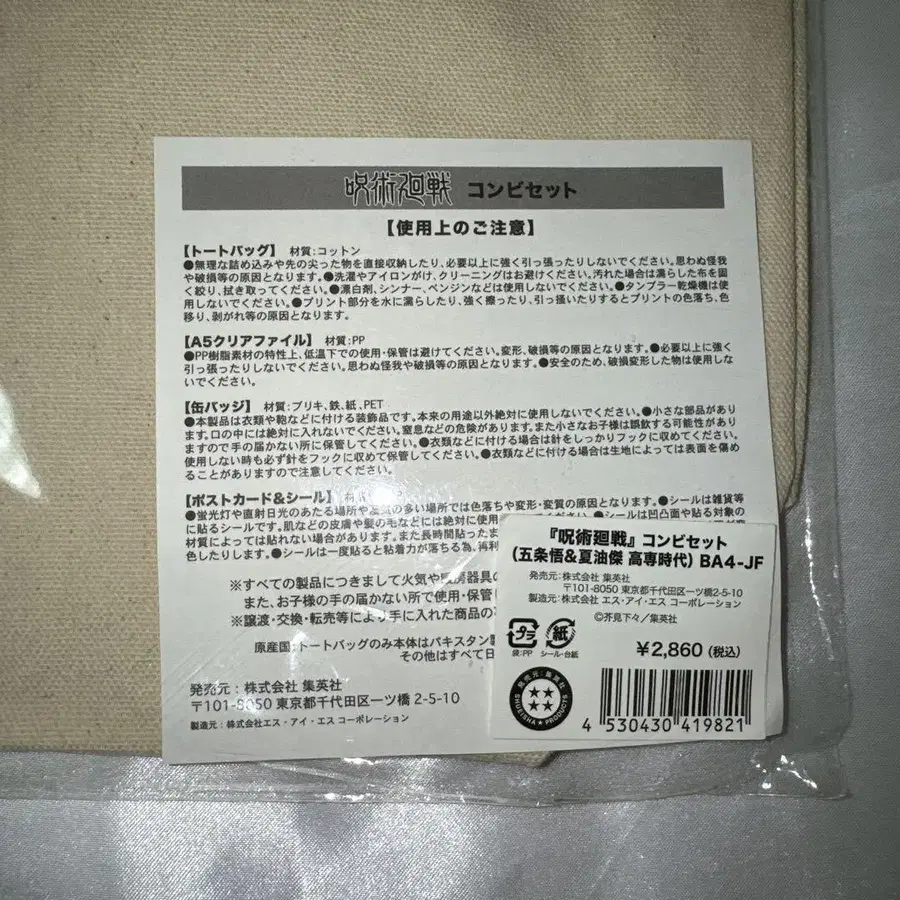 呪術廻戦 コンビセット
【使用上のご注意】
【トートバッグ】 材質:コットン
●無理な詰め込みや先の尖った物を直接収納したり、必要以上に強く引っ張ったりしないでください。思わぬ怪我
や破損等の原因となります。●洗濯やアイロンがけ、クリーニングはお避けください。汚れた場合は濡らした布を固
く絞り、拭き取ってください。●漂白剤、シンナー、ベンジンなどは使用しないでください。●タンブラー乾燥機は使
用しないでください。●プリント部分を水に濡らしたり、強く擦ったり、引っ掻いたりするとプリントの色落ち、色
移り、剥がれ等の原因となります。
【A5クリアファイル】 材質:PP
●PP樹脂素材の特性上、低温下での使用・保管は避けてください。変形、破損等の原因となります。●必要以上に強く
引っ張ったりしないでください。思わぬ怪我や破損等の原因となります。●安全のため、破損変形した物は使用しな
いでください。
【缶バッジ】 材質:ブリキ、鉄、紙、PET
●本製品は衣類や鞄などに付ける装飾品です。本来の用途以外絶対に使用しないでください。●小さな部品があり
ます。口の中には絶対に入れないでください。窒息などの危険があります。また小さなお子様は誤飲する可能性があり
ますので手の届かない所に保管してください。●衣類などに付ける場合は針をしっかりフックに収めてください。
使用しない時も必ず針をフックに収めて保管してください。●衣類などに付ける場合は生地によっては表面を傷め
ることがありますので注意してください。
【ポストカード&シール】
●蛍光灯や直射日光のあたる場所や湿気の多い場所では色落ちや変形・変質の原因となります。●シールは雑貨等
に貼るシールです。肌などの皮膚や髪の毛などには絶対に使用 ●シールは凹凸面や貼る対象の
材質によっては貼れない場合があります。また長時間貼ったま
色したりします。●シールは一度貼ると粘着力が落ちる為、再利
※すべての製品につきまして火気や暖房器具の
また、お子様の手の届かない所で使用・保管し
※譲渡・交換・転売等により手に入れた商品の
原産国:トートバッグのみ本体はパキスタン製
その他はすべて日
発売元:株式会社 集英社
〒101-8050 東京都千代田区一ツ橋 2-5-10
製造元:株式会社エス・アイ・エス コーポレーション
『呪術廻戦』コンビセット
(五条悟&夏油傑 高専時代) BA4-JF
発売元:株式会社 集英社
〒101-8050 東京都千代田区一ツ橋2-5-10
製造元:株式会社 エス・アイ・エス コーポレーション
©芥見下々/集英社
プラ
袋:PP
紙
シール・台紙
¥2,860(税込)
発売元:集英社
SHUEISHA PRODUCTS
4 530430 419821